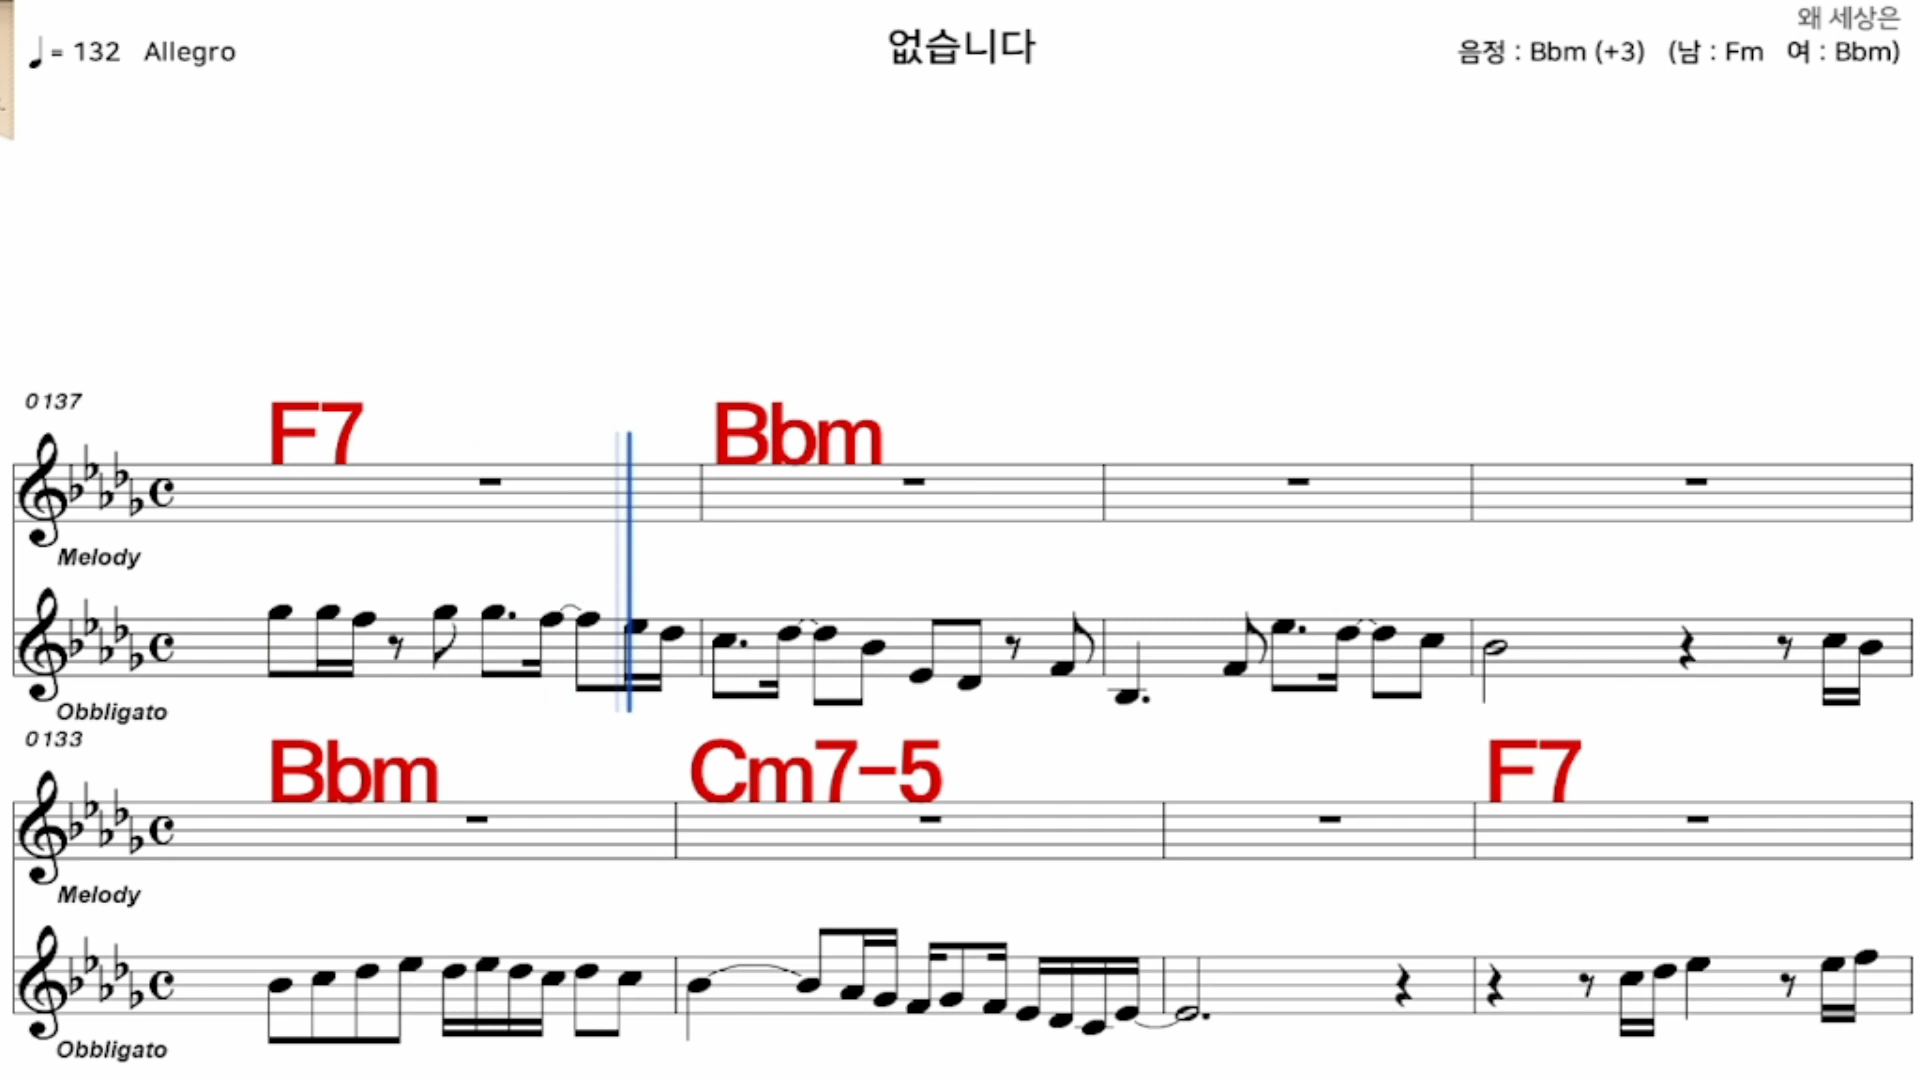 왜 세상은
♩ = 132 Allegro
없습니다
음정 : Bbm (+3) (남 : Fm 여 : Bbm)
0137
F7 Bbm
Melody
Obbligato
0133
Bbm Cm7-5 F7
Melody
Obbligato